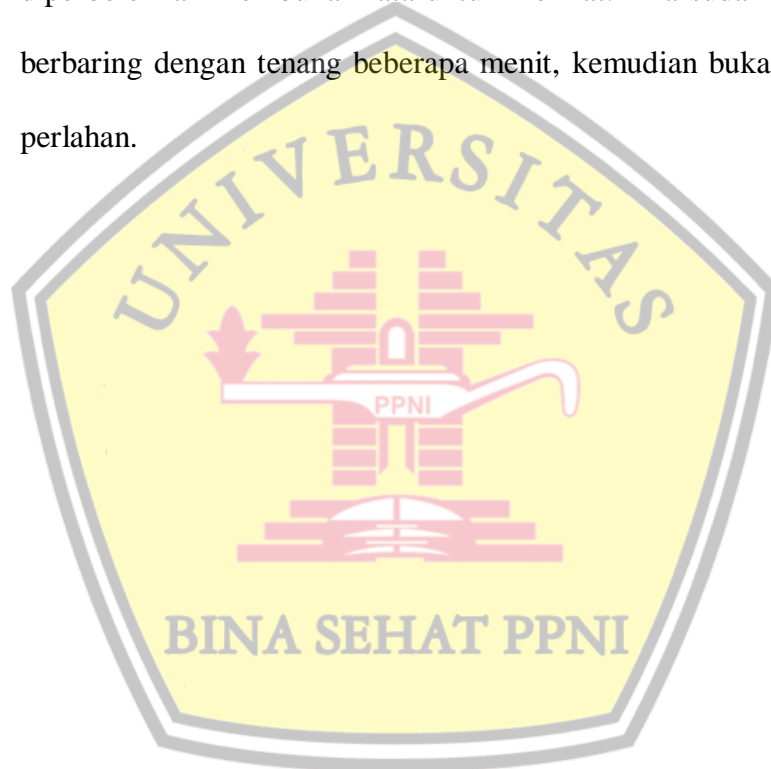 berbaring dengan tenang beberapa menit, kemudian buka
perlahan.
UNIVERSITAS
PPNI
BINA SEHAT PPNI